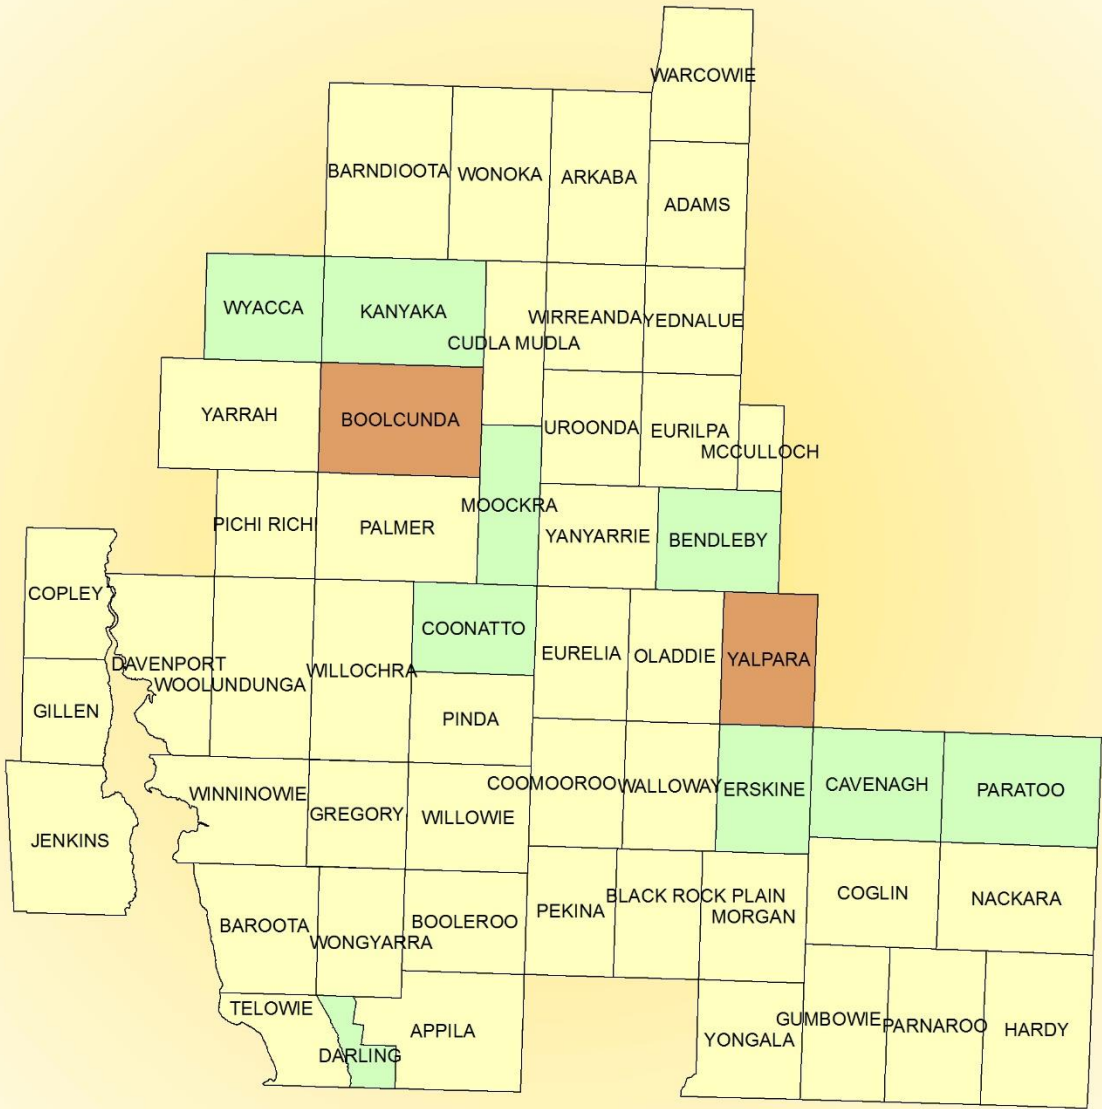 WARCOWIE
BARNDIOOTA
WONOKA
ARKABA
ADAMS
WYACCA
KANYAKA
CUDLA MUDLA
WIRREANDA
YEDNALUE
YARRAH
BOOLCUNDA
UROONDA
EURILPA
MCCULLOCH
PICHI RICHI
PALMER
MOOCKRA
YANYARRIE
BENDLEBY
COPLEY
DAVENPORT
WOOLUNDUNGA
WILLOCHRA
COONATTO
EURELIA
OLADDIE
YALPARA
GILLEN
PINDA
JENKINS
WINNINOWIE
GREGORY
WILLOWIE
COOMOOROO
WALLOWAY
ERSKINE
CAVENAGH
PARATOO
BAROOTA
WONGYARRA
BOOLEROO
PEKINA
BLACK ROCK PLAIN
MORGAN
COGLIN
NACKARA
TELOWIE
DARLING
APPILA
YONGALA
GUMBOWIE
PARNAROO
HARDY